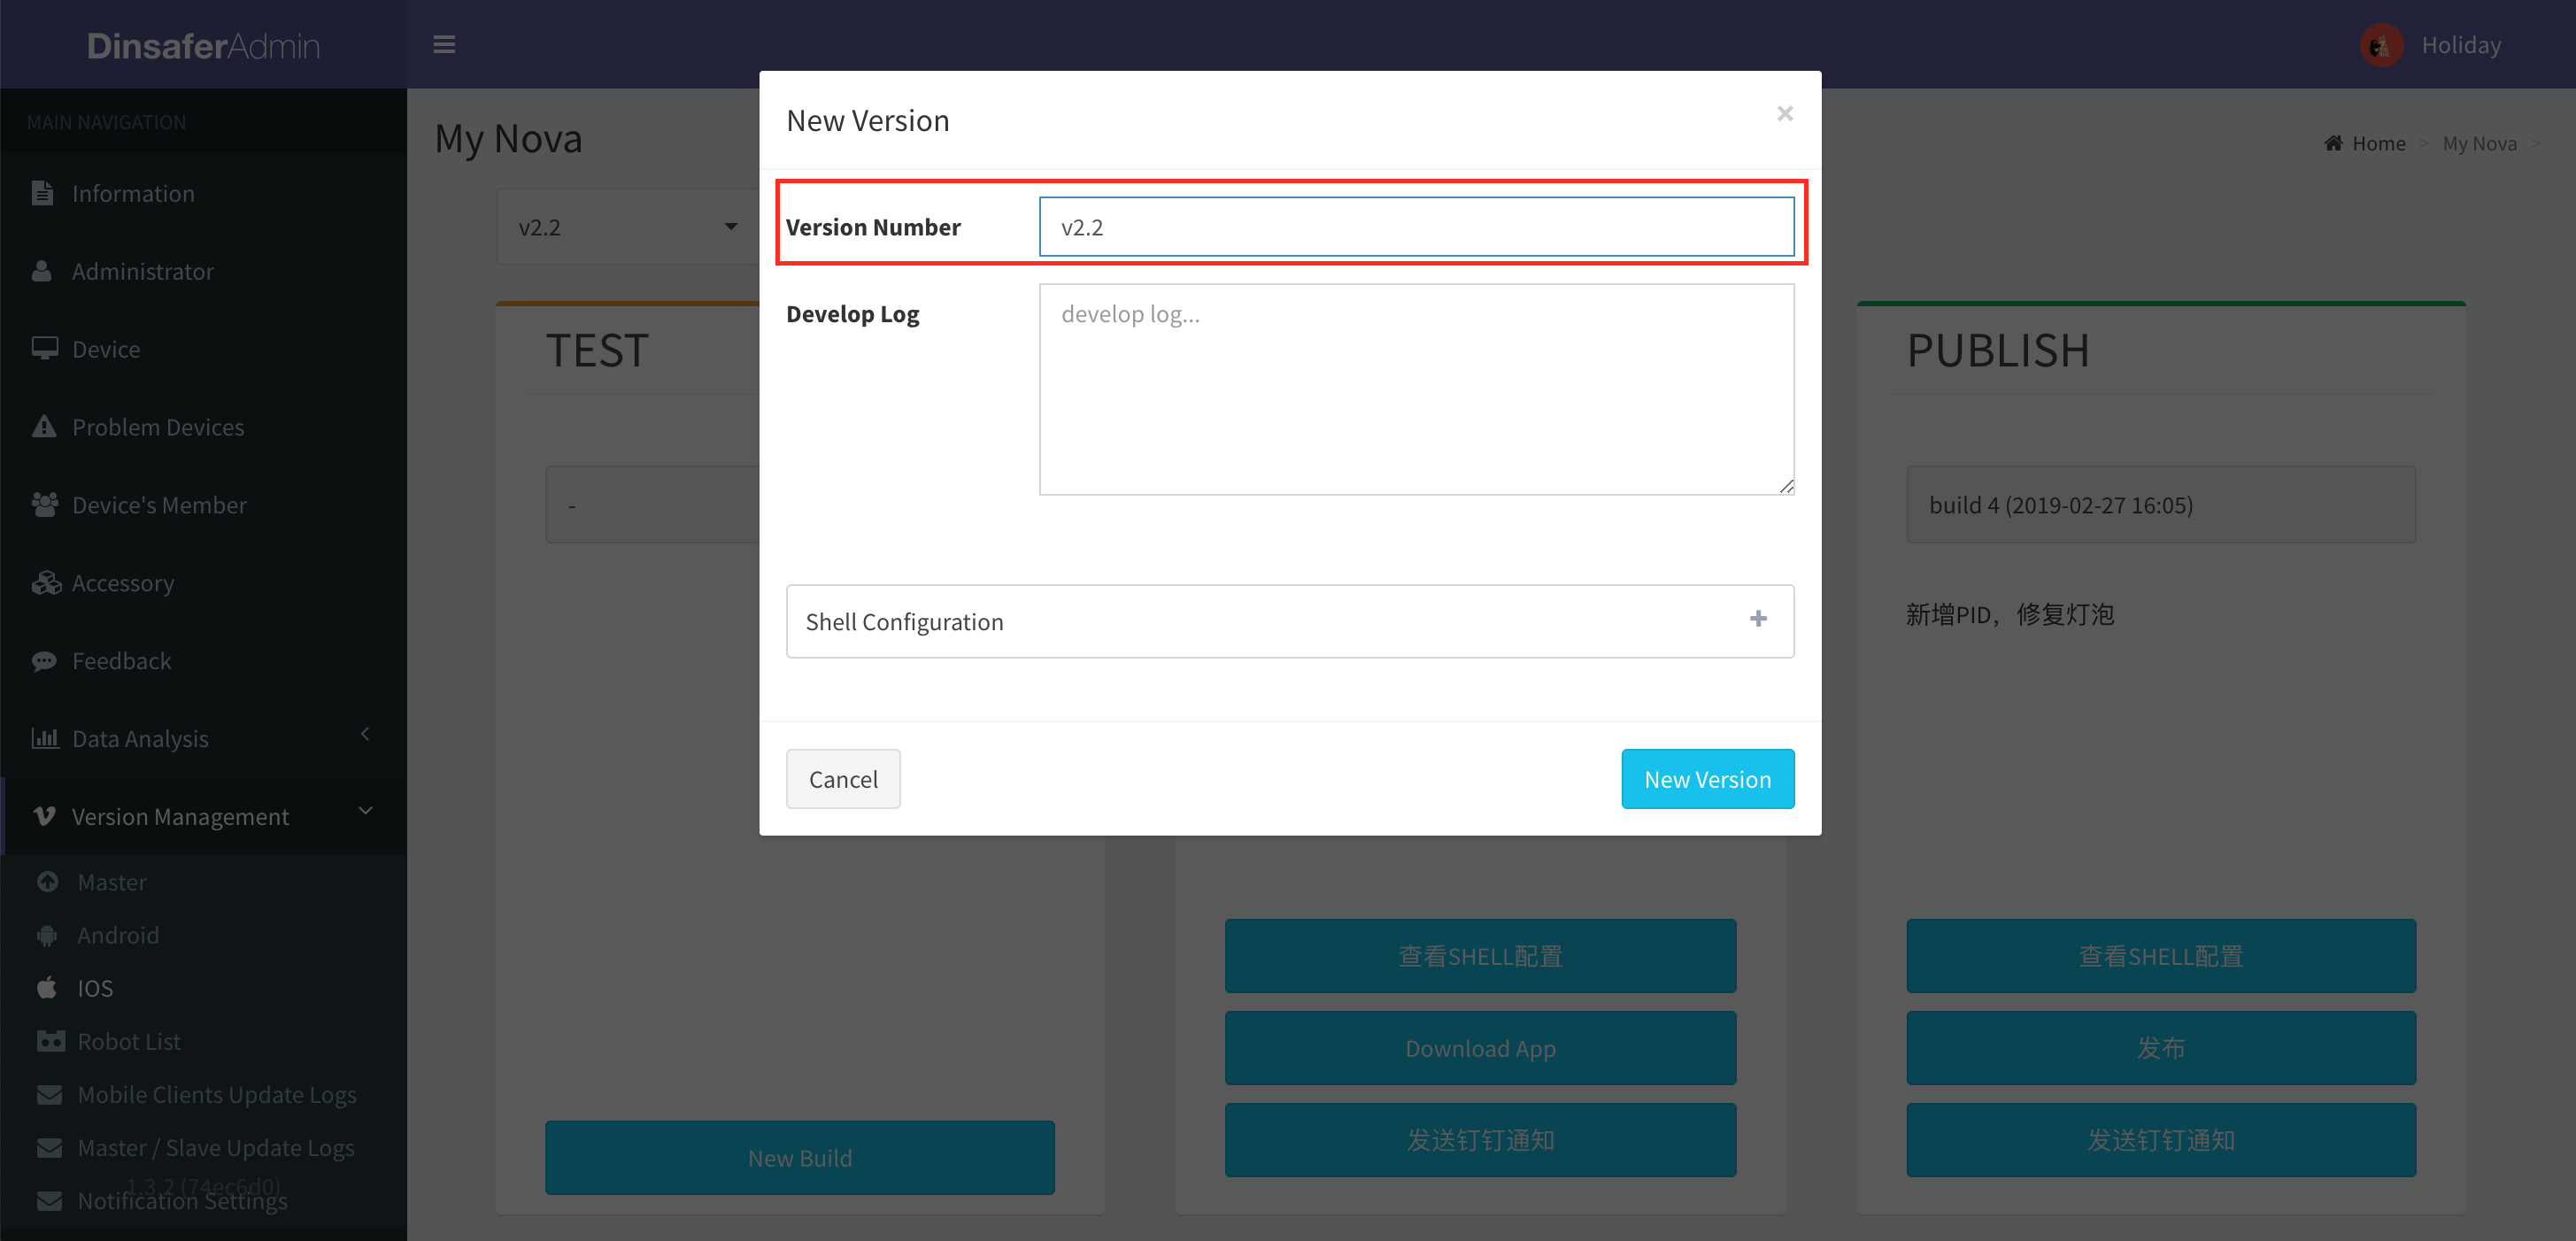 DinsaferAdmin
Holiday
MAIN NAVIGATION
Information
Administrator
Device
Problem Devices
Device's Member
Accessory
Feedback
Data Analysis
Version Management
Master
Android
IOS
Robot List
Mobile Clients Update Logs
Master / Slave Update Logs
1.3.2 (74ec6d0)
Notification Settings
My Nova
Home > My Nova >
v2.2
TEST
-
New Build
New Version
×
Version Number
v2.2
Develop Log
develop log...
Shell Configuration
Cancel
New Version
查看SHELL配置
Download App
发送钉钉通知
PUBLISH
build 4 (2019-02-27 16:05)
新增PID，修复灯泡
查看SHELL配置
发布
发送钉钉通知